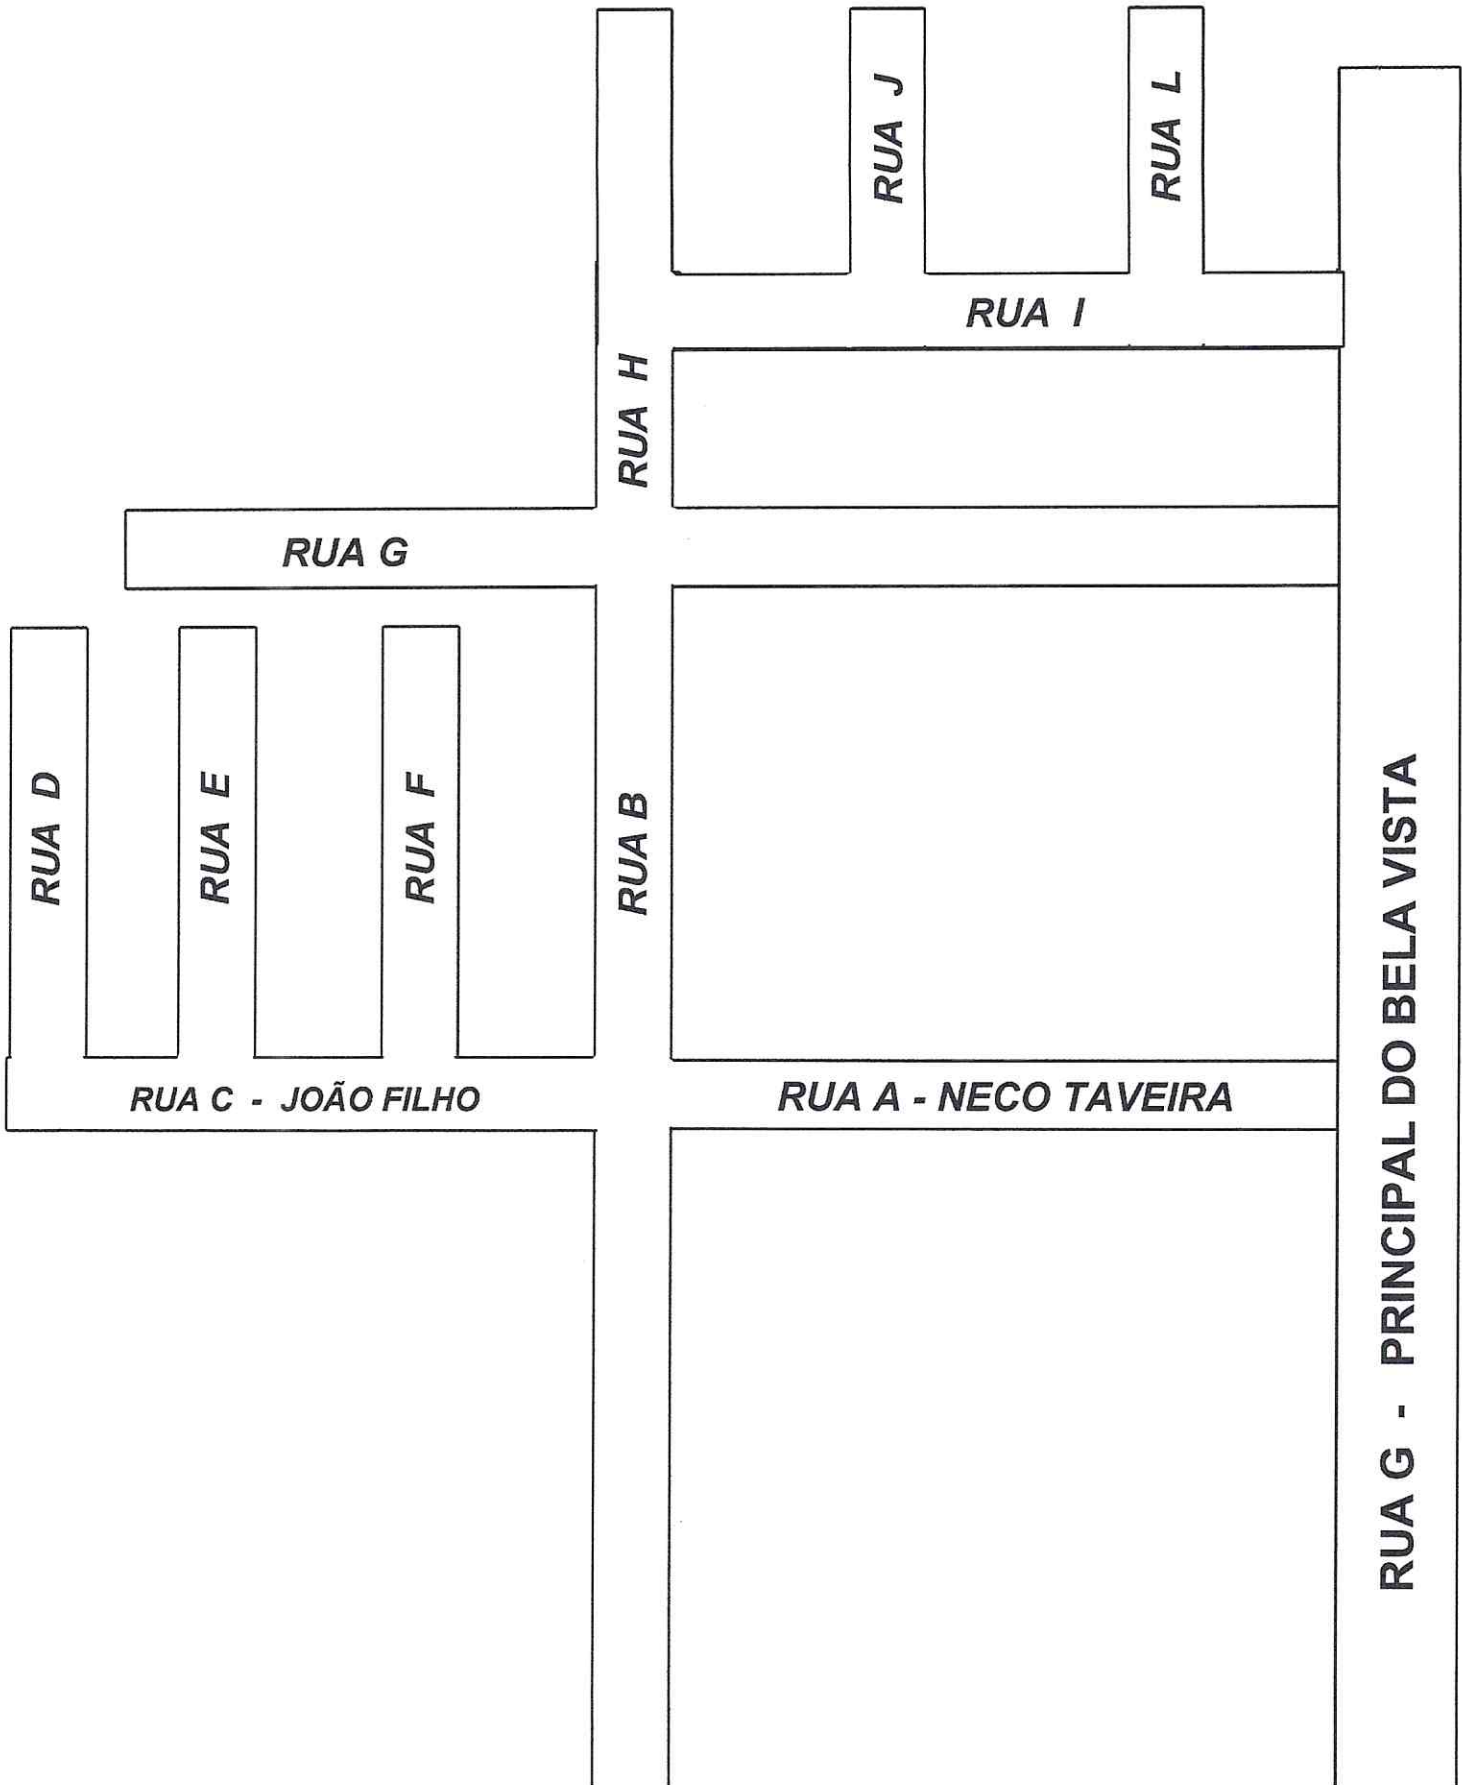 RUA J
RUA L
RUA I
RUA H
RUA G
RUA D
RUA E
RUA F
RUA B
RUA C - JOÃO FILHO
RUA A - NECO TAVEIRA
RUA G - PRINCIPAL DO BELA VISTA